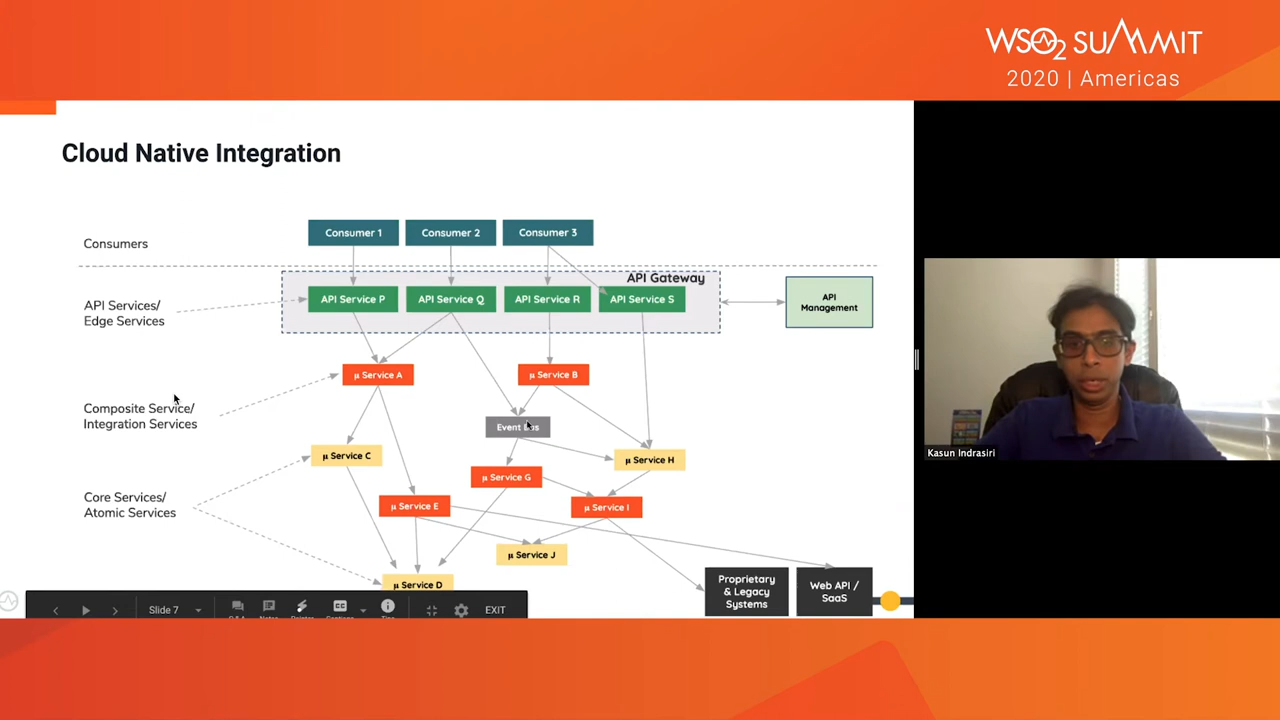 WSO2 SUMMIT
2020 | Americas
Cloud Native Integration
Consumers
Consumer 1
Consumer 2
Consumer 3
API Gateway
API Services/
Edge Services
API Service P
API Service Q
API Service R
API Service S
API
Management
µ Service A
µ Service B
Composite Service/
Integration Services
Event
µ Service C
µ Service H
µ Service G
Core Services/
Atomic Services
µ Service E
µ Service I
µ Service J
µ Service D
Proprietary
& Legacy
Systems
Web API /
SaaS
Slide 7
EXIT
Kasun Indrasiri